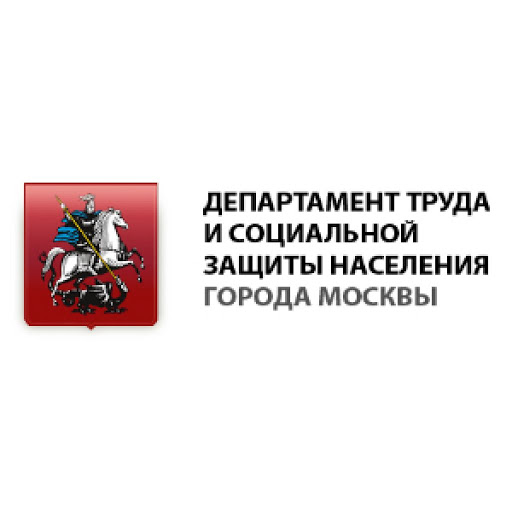 ДЕПАРТАМЕНТ ТРУДА
И СОЦИАЛЬНОЙ
ЗАЩИТЫ НАСЕЛЕНИЯ
ГОРОДА МОСКВЫ